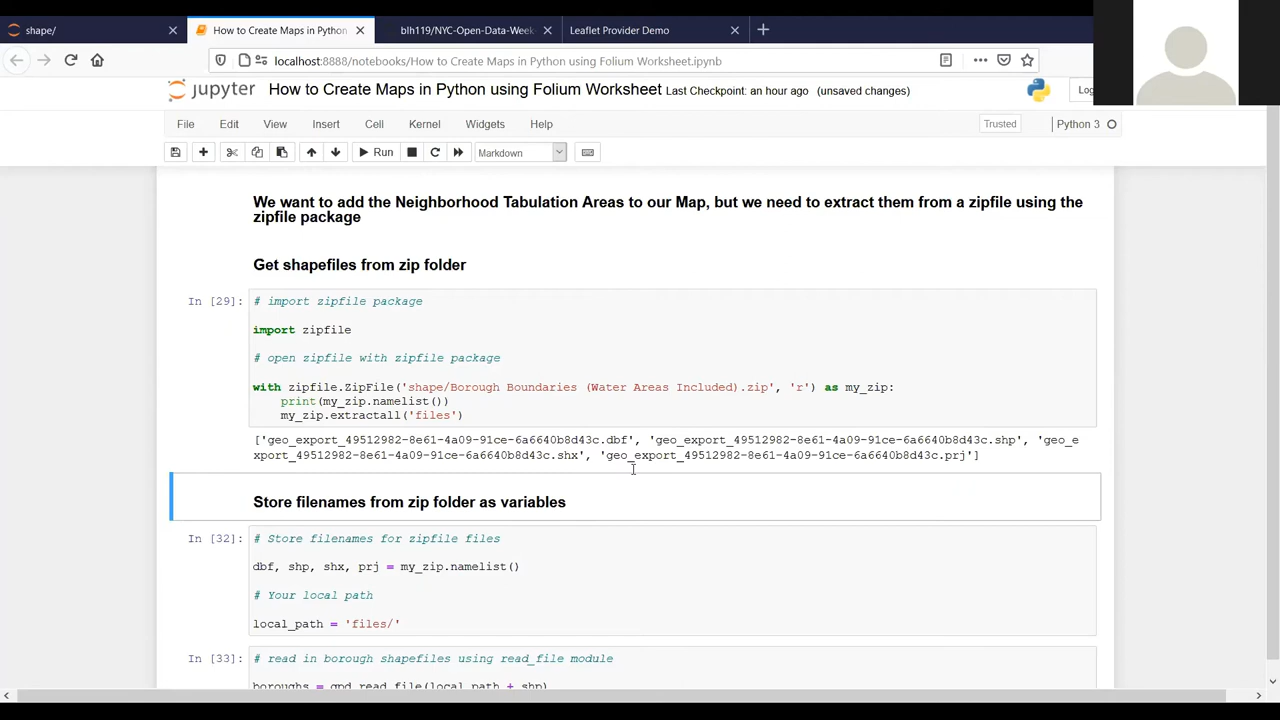 shape/
How to Create Maps in Python
blh119/NYC-Open-Data-Week-
Leaflet Provider Demo
localhost:8888/notebooks/How to Create Maps in Python using Folium Worksheet.ipynb
jupyter How to Create Maps in Python using Folium Worksheet Last Checkpoint: an hour ago (unsaved changes)
File Edit View Insert Cell Kernel Widgets Help Trusted Python 3
Run Markdown
We want to add the Neighborhood Tabulation Areas to our Map, but we need to extract them from a zipfile using the
zipfile package
Get shapefiles from zip folder
In [29]: # import zipfile package
import zipfile
# open zipfile with zipfile package
with zipfile.ZipFile('shape/Borough Boundaries (Water Areas Included).zip', 'r') as my_zip:
print(my_zip.namelist())
my_zip.extractall('files')
['geo_export_49512982-8e61-4a09-91ce-6a6640b8d43c.dbf', 'geo_export_49512982-8e61-4a09-91ce-6a6640b8d43c.shp', 'geo_e
xport_49512982-8e61-4a09-91ce-6a6640b8d43c.shx', 'geo_export_49512982-8e61-4a09-91ce-6a6640b8d43c.prj']
Store filenames from zip folder as variables
In [32]: # Store filenames for zipfile files
dbf, shp, shx, prj = my_zip.namelist()
# Your local path
local_path = 'files/'
In [33]: # read in borough shapefiles using read_file module
boroughs = gpd.read_file(local_path + shp)